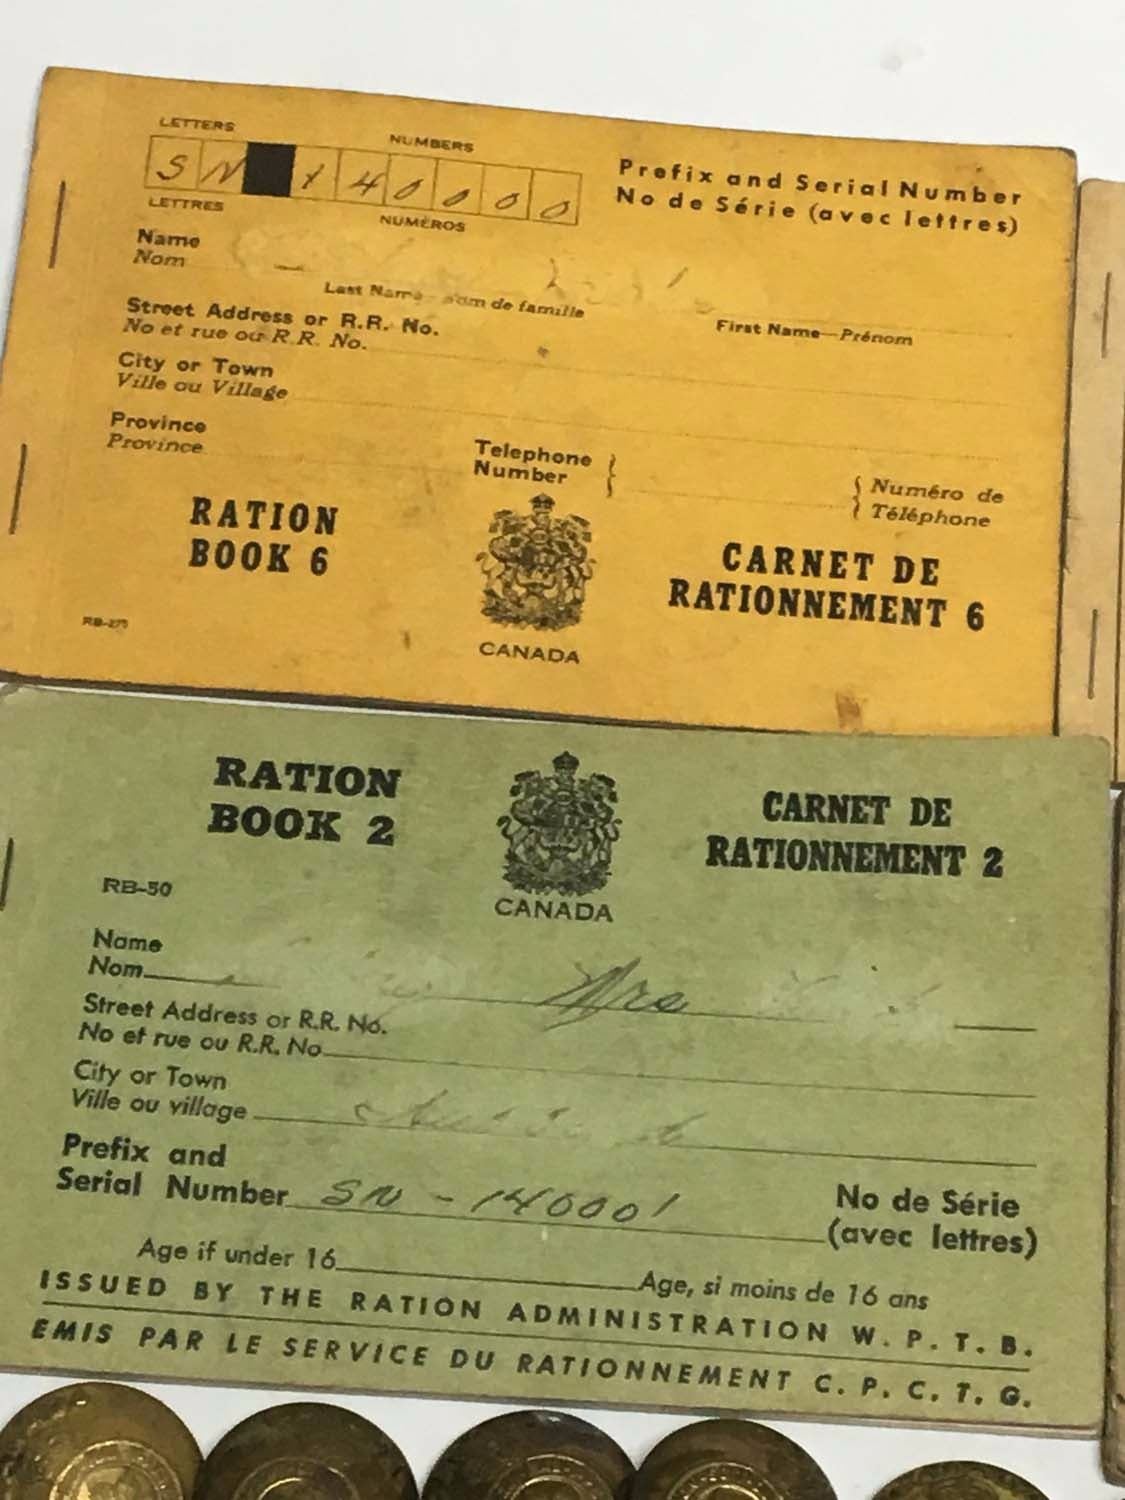 LETTERS NUMBERS
SN 140000
LETTRES NUMÉROS
Prefix and Serial Number
No de Série (avec lettres)
Name
Nom
Last Name—Nom de famille First Name—Prénom
Street Address or R.R. No.
No et rue ou R.R. No.
City or Town
Ville ou Village
Province
Province
Telephone
Number
Numéro de
Téléphone
RATION
BOOK 6
CARNET DE
RATIONNEMENT 6
RB-275
CANADA
RATION
BOOK 2
CARNET DE
RATIONNEMENT 2
RB-50
CANADA
Name
Nom Mrs
Street Address or R.R. No.
No et rue ou R.R. No
City or Town
Ville ou village
Prefix and
Serial Number SN - 140001
No de Série
(avec lettres)
Age if under 16 Age, si moins de 16 ans
ISSUED BY THE RATION ADMINISTRATION W. P. T. B.
EMIS PAR LE SERVICE DU RATIONNEMENT C. P. C. T. G.